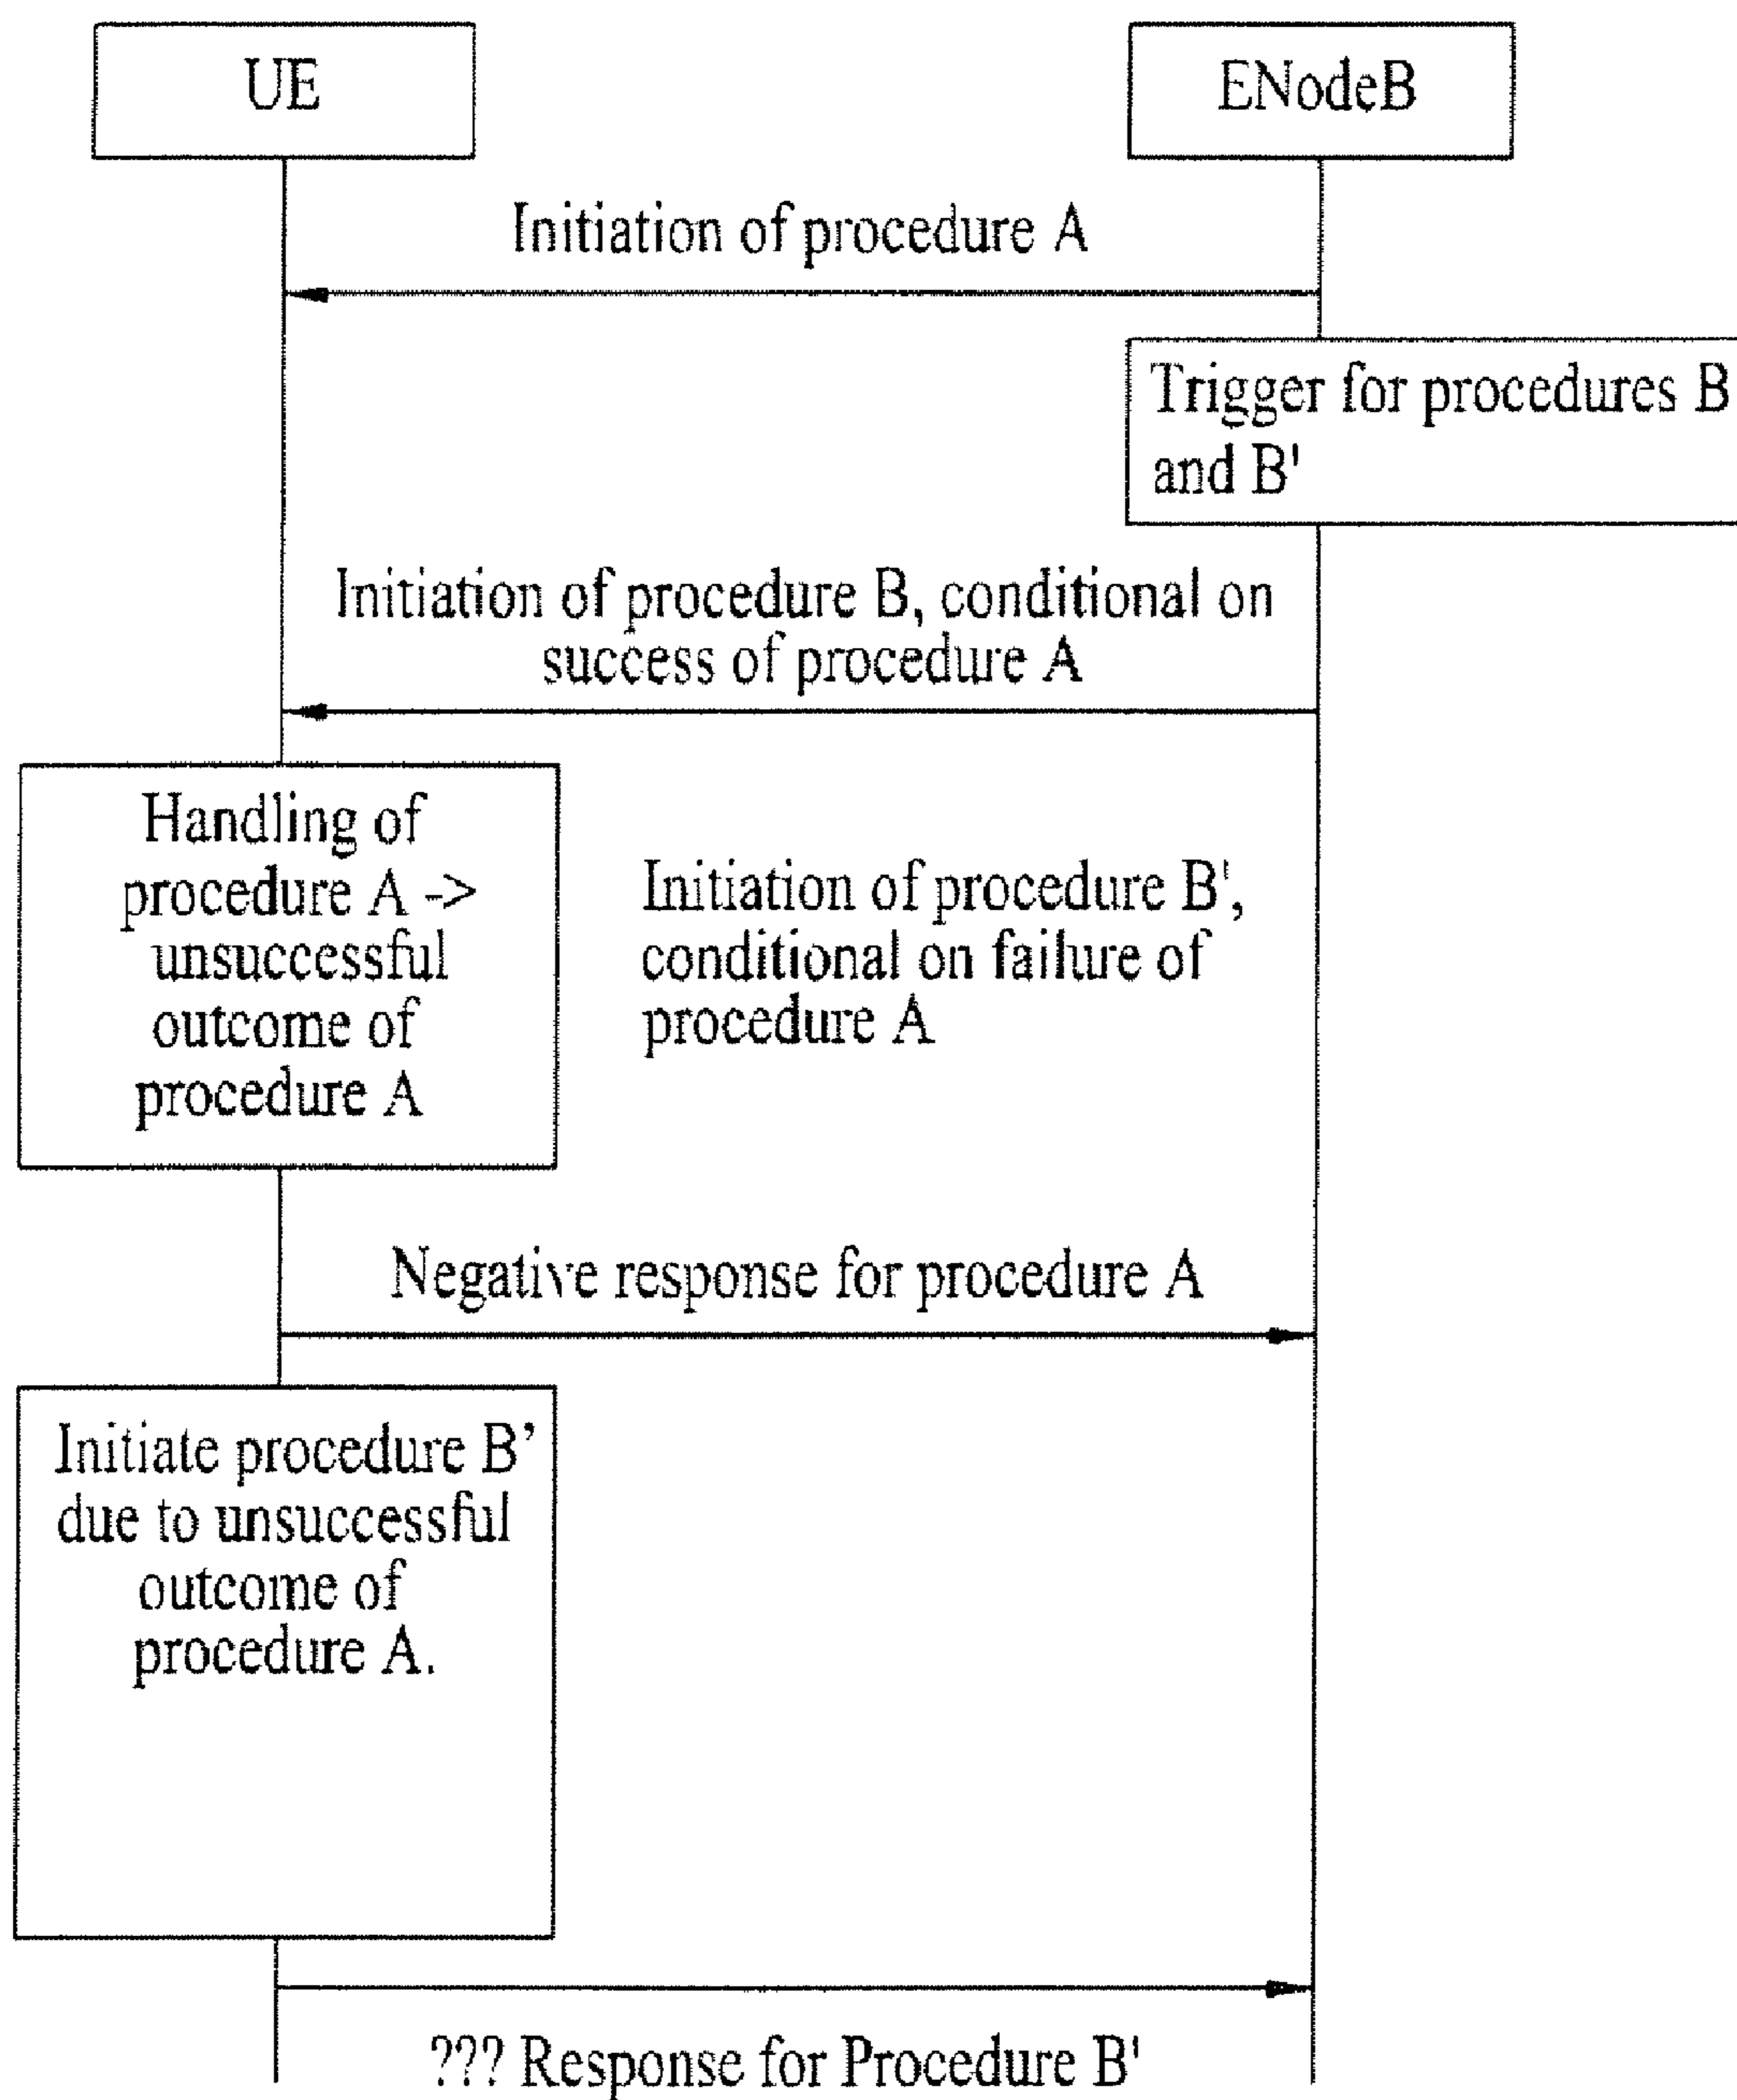 UE
ENodeB
Initiation of procedure A
Trigger for procedures B
and B'
Initiation of procedure B, conditional on
success of procedure A
Handling of
procedure A ->
unsuccessful
outcome of
procedure A
Initiation of procedure B',
conditional on failure of
procedure A
Negative response for procedure A
Initiate procedure B’
due to unsuccessful
outcome of
procedure A.
??? Response for Procedure B'